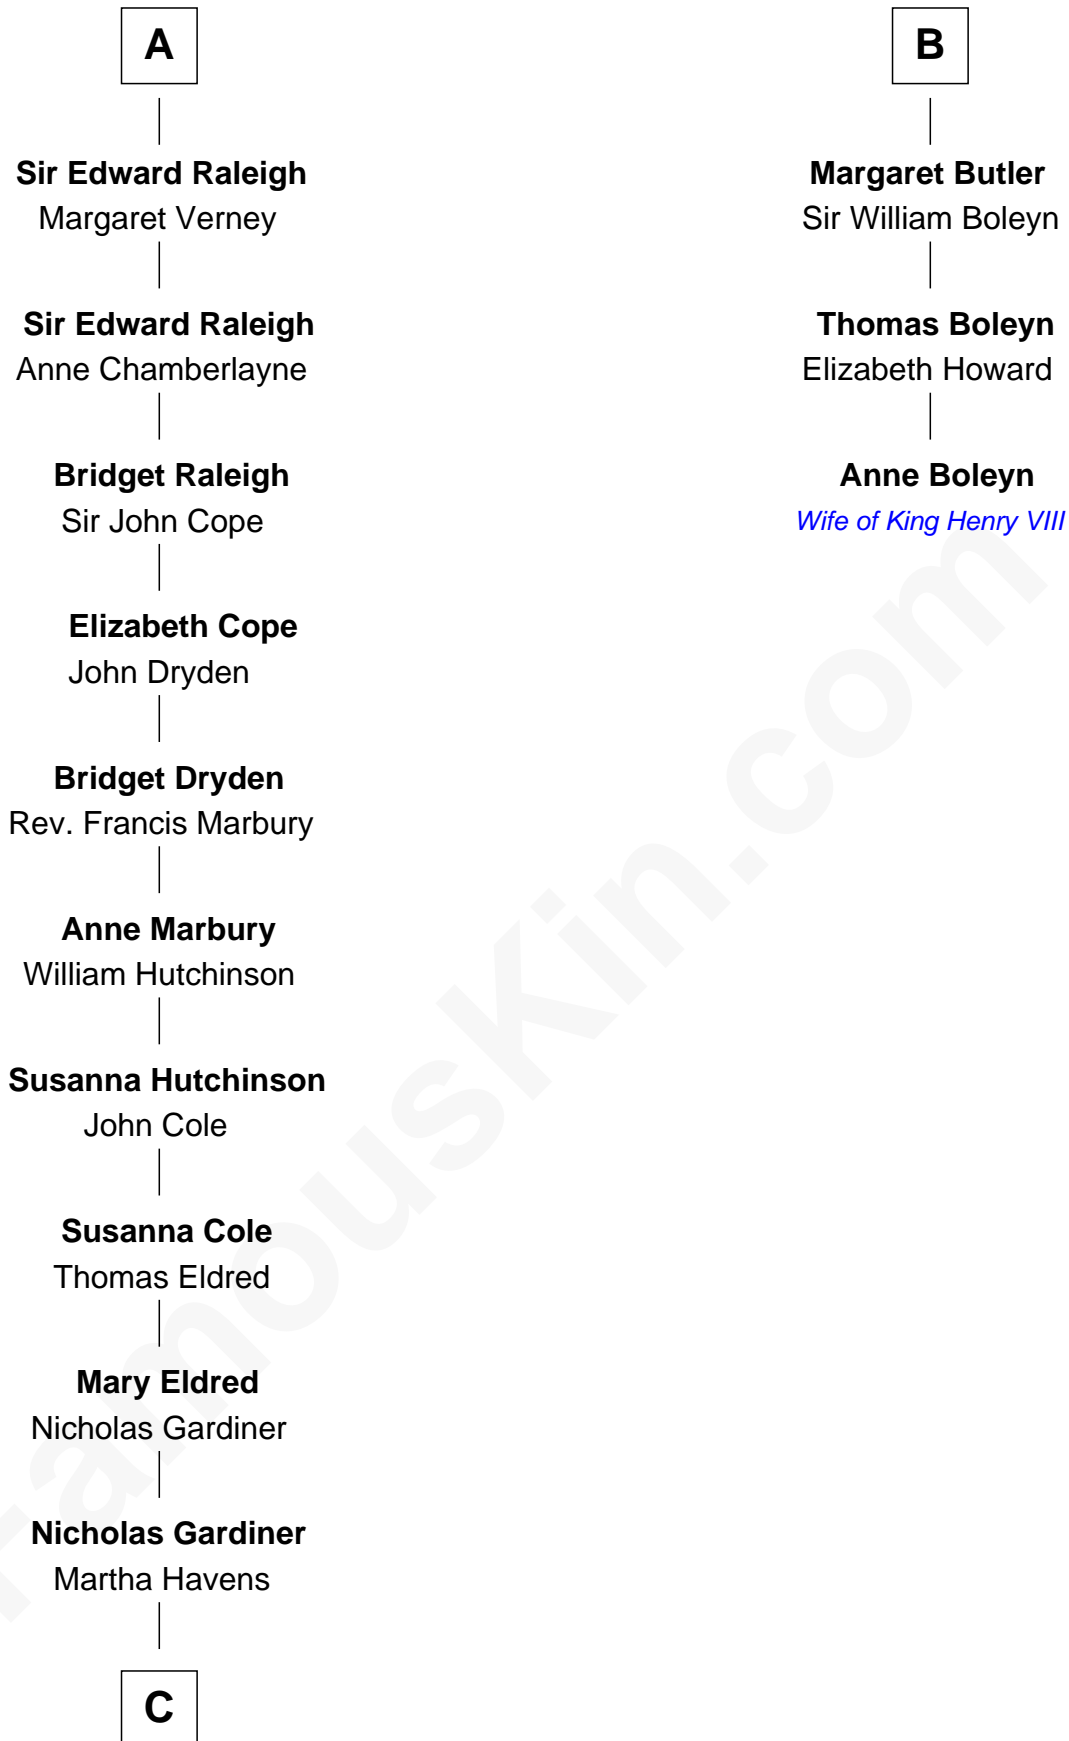 A
Sir Edward Raleigh
Margaret Verney
Sir Edward Raleigh
Anne Chamberlayne
Bridget Raleigh
Sir John Cope
Elizabeth Cope
John Dryden
Bridget Dryden
Rev. Francis Marbury
Anne Marbury
William Hutchinson
Susanna Hutchinson
John Cole
Susanna Cole
Thomas Eldred
Mary Eldred
Nicholas Gardiner
Nicholas Gardiner
Martha Havens
C
B
Margaret Butler
Sir William Boleyn
Thomas Boleyn
Elizabeth Howard
Anne Boleyn
Wife of King Henry VIII
FamousKin.com